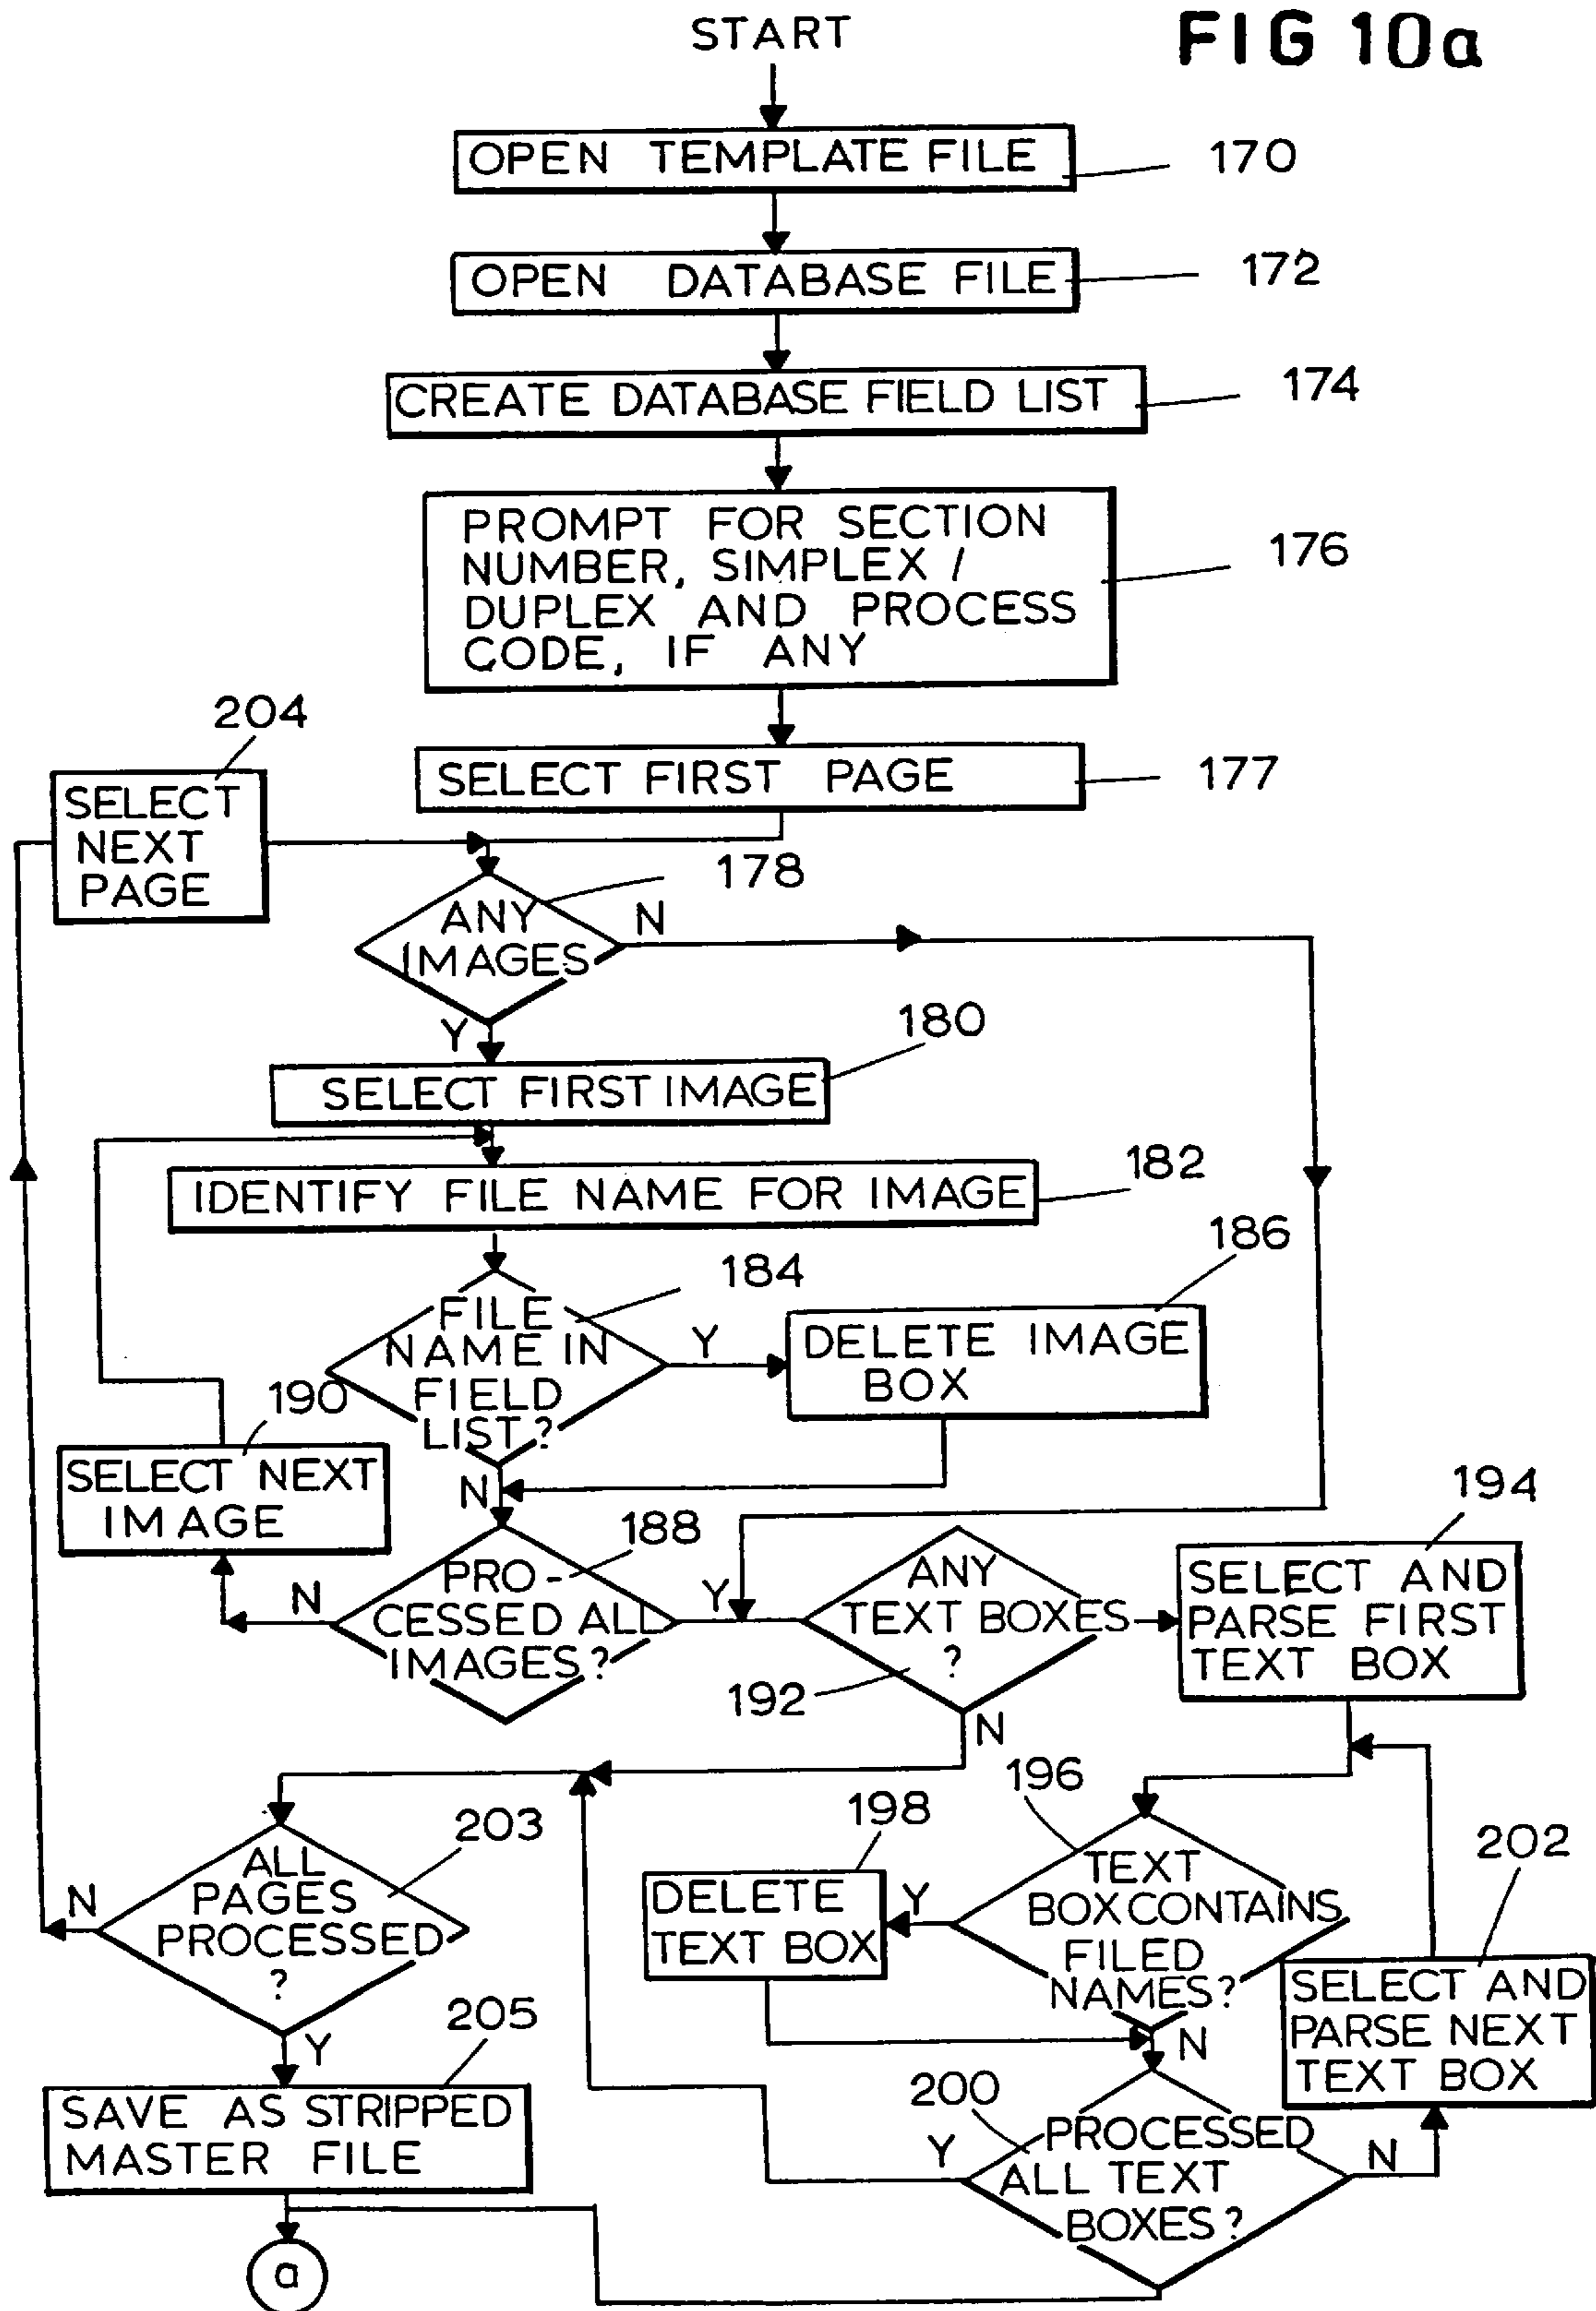 START
FIG 10a
OPEN TEMPLATE FILE
170
OPEN DATABASE FILE
172
CREATE DATABASE FIELD LIST
174
PROMPT FOR SECTION
NUMBER, SIMPLEX /
DUPLEX AND PROCESS
CODE, IF ANY
176
204
SELECT FIRST PAGE
177
SELECT
NEXT
PAGE
178
ANY
IMAGES
N
Y
180
SELECT FIRST IMAGE
182
IDENTIFY FILE NAME FOR IMAGE
184
186
FILE
NAME IN
FIELD
LIST?
Y
DELETE IMAGE
BOX
190
N
SELECT NEXT
IMAGE
188
PRO-
CESSED ALL
IMAGES?
N
Y
ANY
TEXT BOXES
?
192
N
194
SELECT AND
PARSE FIRST
TEXT BOX
196
198
203
202
ALL
PAGES
PROCESSED
?
N
Y
DELETE
TEXT BOX
Y
TEXT
BOX CONTAINS
FILED
NAMES?
N
SELECT AND
PARSE NEXT
TEXT BOX
205
SAVE AS STRIPPED
MASTER FILE
200
Y
PROCESSED
ALL TEXT
BOXES?
N
a